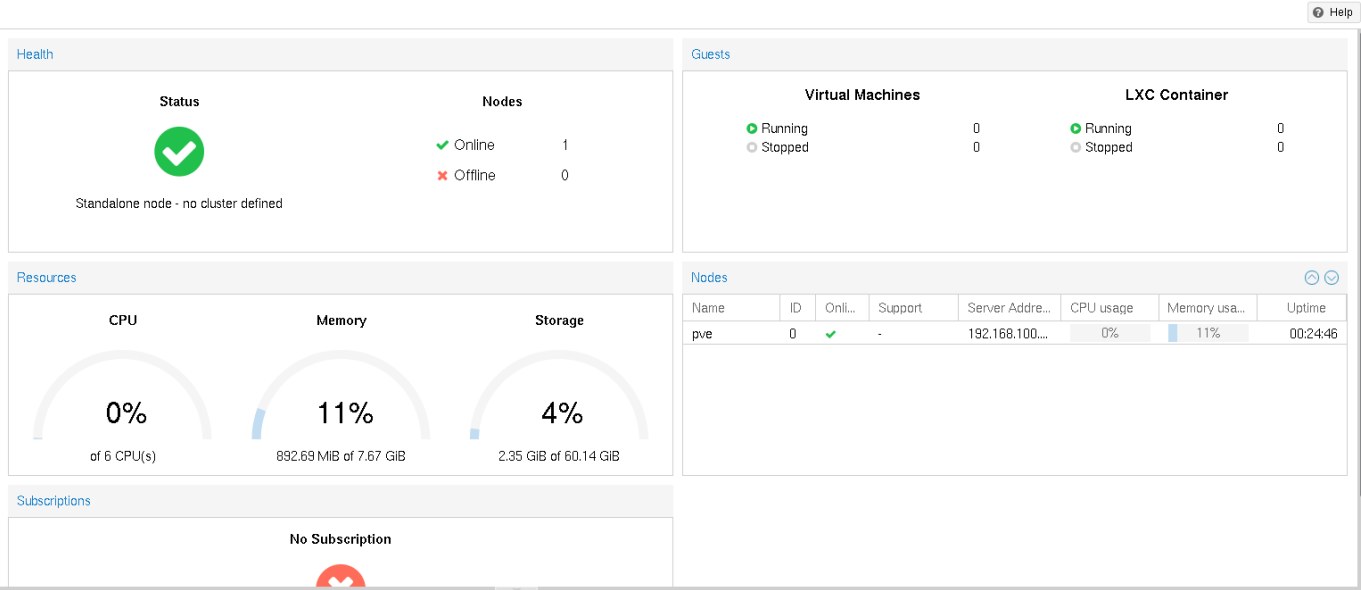 Help
Health
Status
Nodes
Online 1
Offline 0
Standalone node - no cluster defined
Guests
Virtual Machines
Running 0
Stopped 0
LXC Container
Running 0
Stopped 0
Resources
CPU
0%
of 6 CPU(s)
Memory
11%
892.69 MiB of 7.67 GiB
Storage
4%
2.35 GiB of 60.14 GiB
Nodes
Name ID Onli... Support Server Addre... CPU usage Memory usa... Uptime
pve 0 - 192.168.100.... 0% 11% 00:24:46
Subscriptions
No Subscription